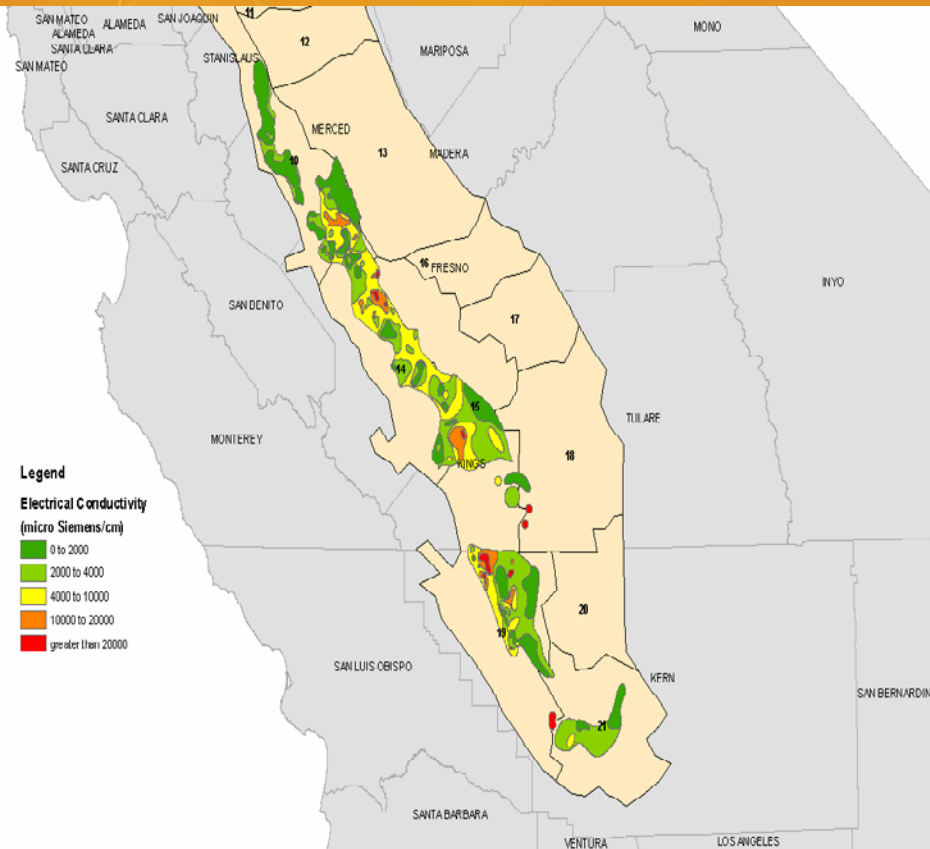 11
SAN MATEO
ALAMEDA
SAN JOAQUIN
ALAMEDA
SANTA CLARA
SAN MATEO
STANISLAUS
12
MARIPOSA
MONO
SANTA CLARA
MERCED
13
MADERA
10
SANTA CRUZ
16
FRESNO
INYO
SAN BENITO
17
14
15
TULARE
MONTEREY
18
KINGS
Legend
Electrical Conductivity
(micro Siemens/cm)
0 to 2000
2000 to 4000
4000 to 10000
10000 to 20000
greater than 20000
20
19
SAN LUIS OBISPO
KERN
SAN BERNARDIN
21
SANTA BARBARA
VENTURA
LOS ANGELES